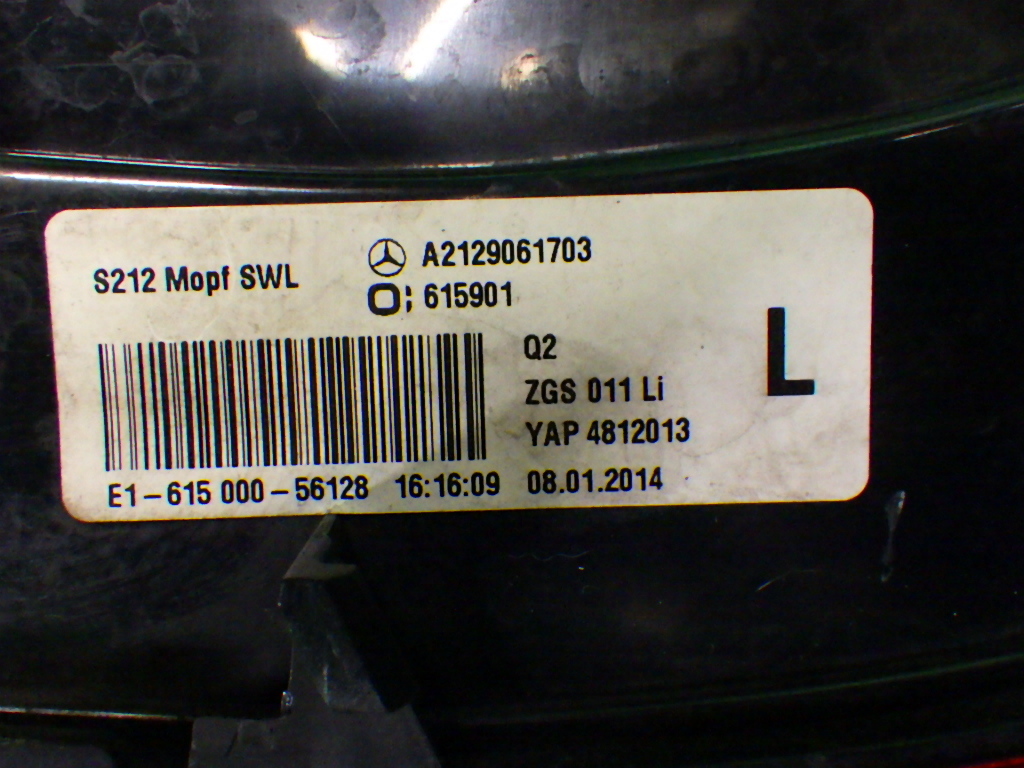 S212 Mopf SWL
A2129061703
615901
Q2
ZGS 011 Li
YAP 4812013
L
E1-615 000-56128 16:16:09 08.01.2014